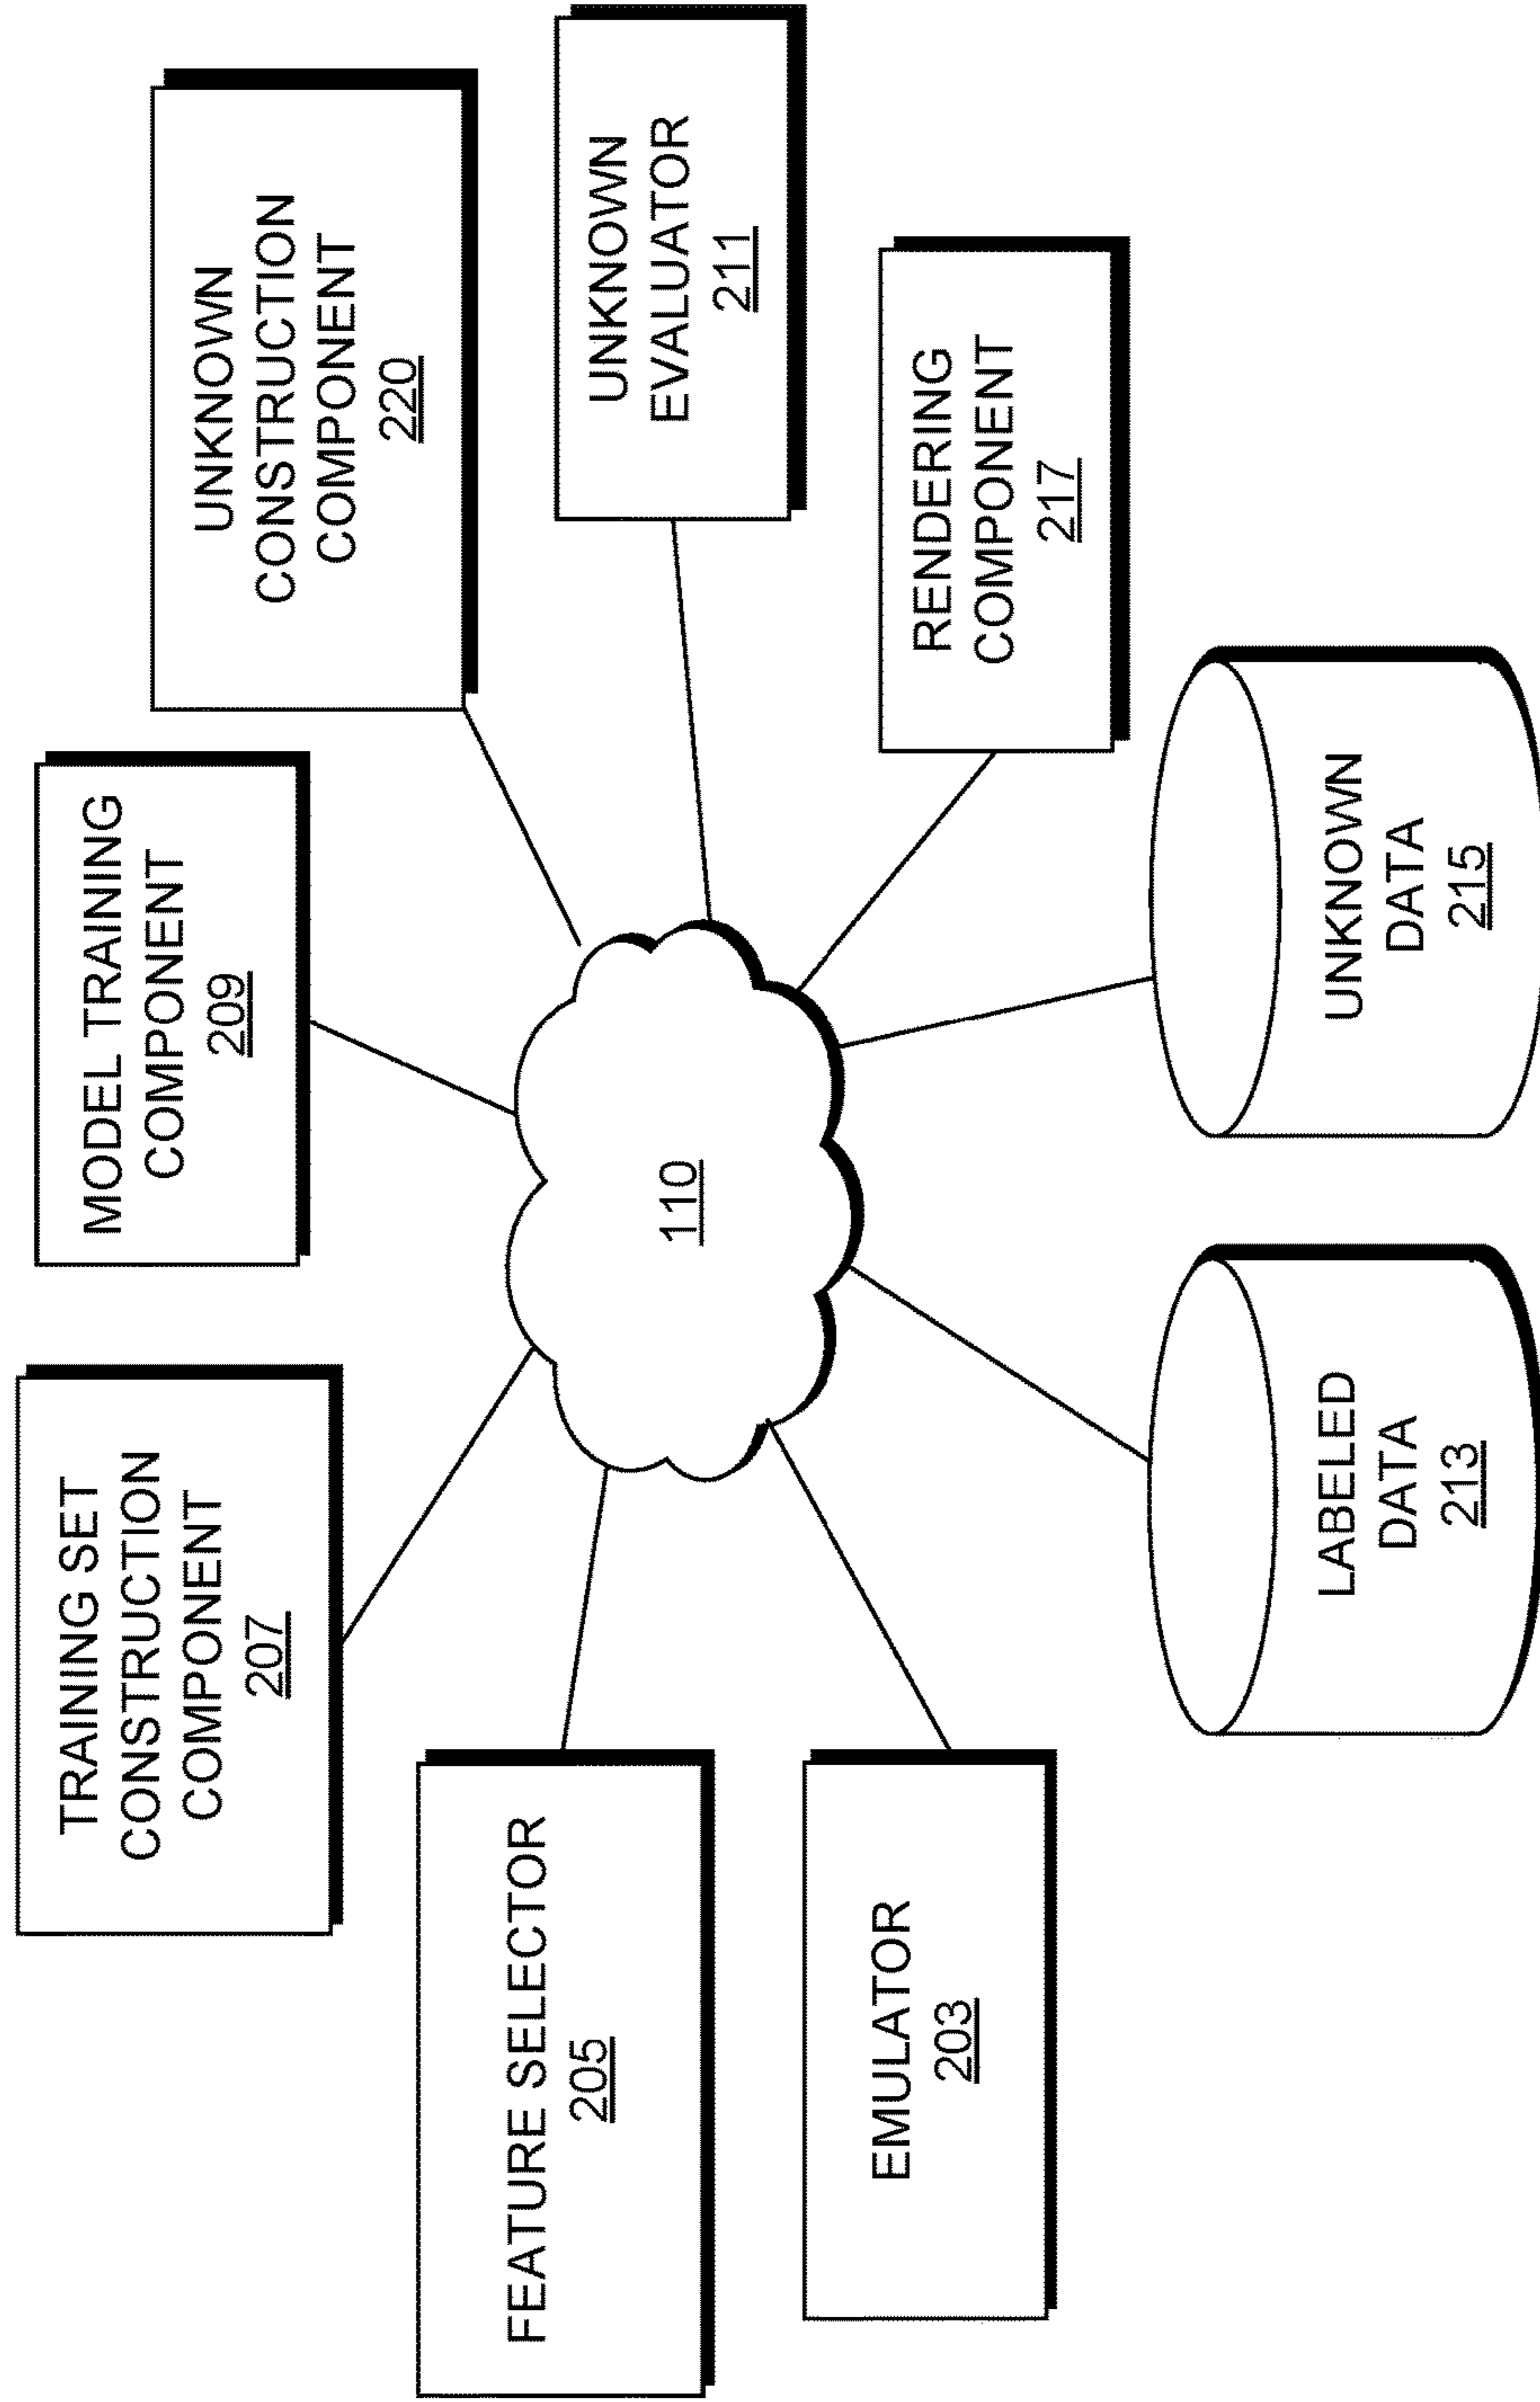 TRAINING SET
CONSTRUCTION
COMPONENT
207
MODEL TRAINING
COMPONENT
209
UNKNOWN
CONSTRUCTION
COMPONENT
220
FEATURE SELECTOR
205
UNKNOWN
EVALUATOR
211
110
EMULATOR
203
RENDERING
COMPONENT
217
LABELED
DATA
213
UNKNOWN
DATA
215